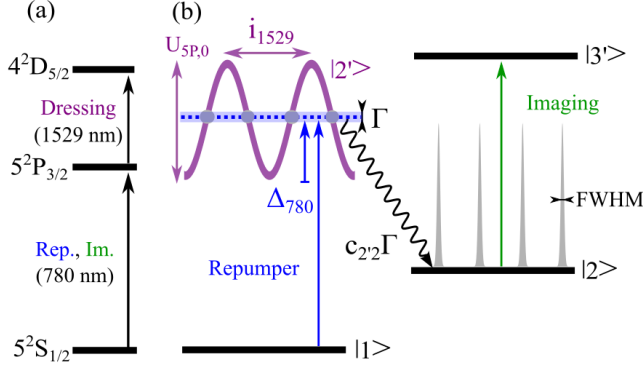 (a)
4²D₅/₂
Dressing
(1529 nm)
5²P₃/₂
Rep., Im.
(780 nm)
5²S₁/₂
(b)
i₁₅₂₉
U₅P,₀
|2'>
Γ
Δ₇₈₀
Repumper
c₂'₂Γ
|1>
|3'>
Imaging
FWHM
|2>